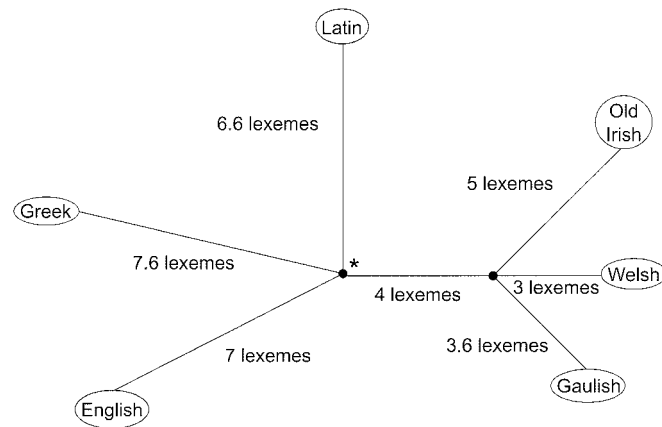 Latin
6.6 lexemes
Old
Irish
5 lexemes
Greek
7.6 lexemes
*
4 lexemes
3 lexemes
Welsh
7 lexemes
3.6 lexemes
English
Gaulish